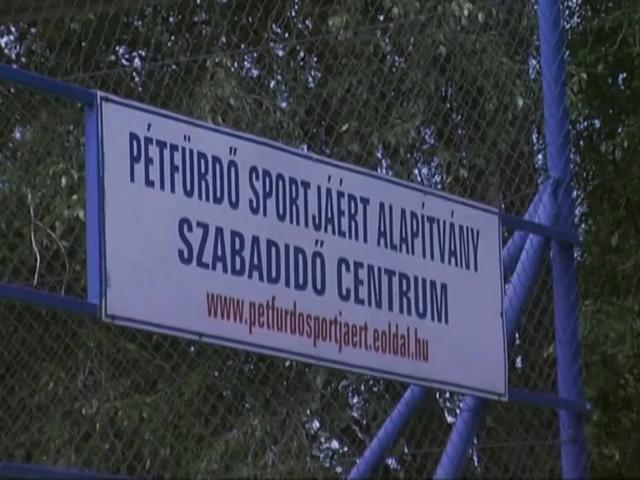 PÉTFÜRDŐ SPORTJÁÉRT ALAPÍTVÁNY
SZABADIDŐ CENTRUM
www.petfurdosportjaert.eoldal.hu